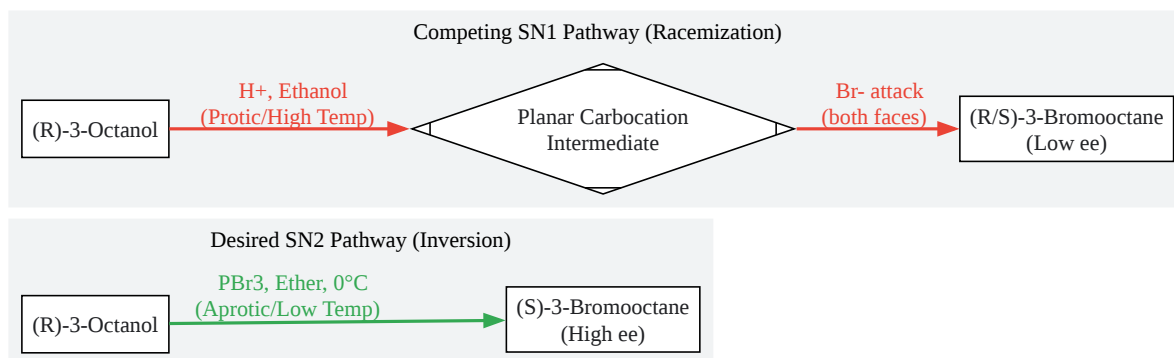 Competing SN1 Pathway (Racemization)
(R)-3-Octanol
H+, Ethanol
(Protic/High Temp)
Planar Carbocation
Intermediate
Br- attack
(both faces)
(R/S)-3-Bromooctane
(Low ee)
Desired SN2 Pathway (Inversion)
(R)-3-Octanol
PBr3, Ether, 0°C
(Aprotic/Low Temp)
(S)-3-Bromooctane
(High ee)